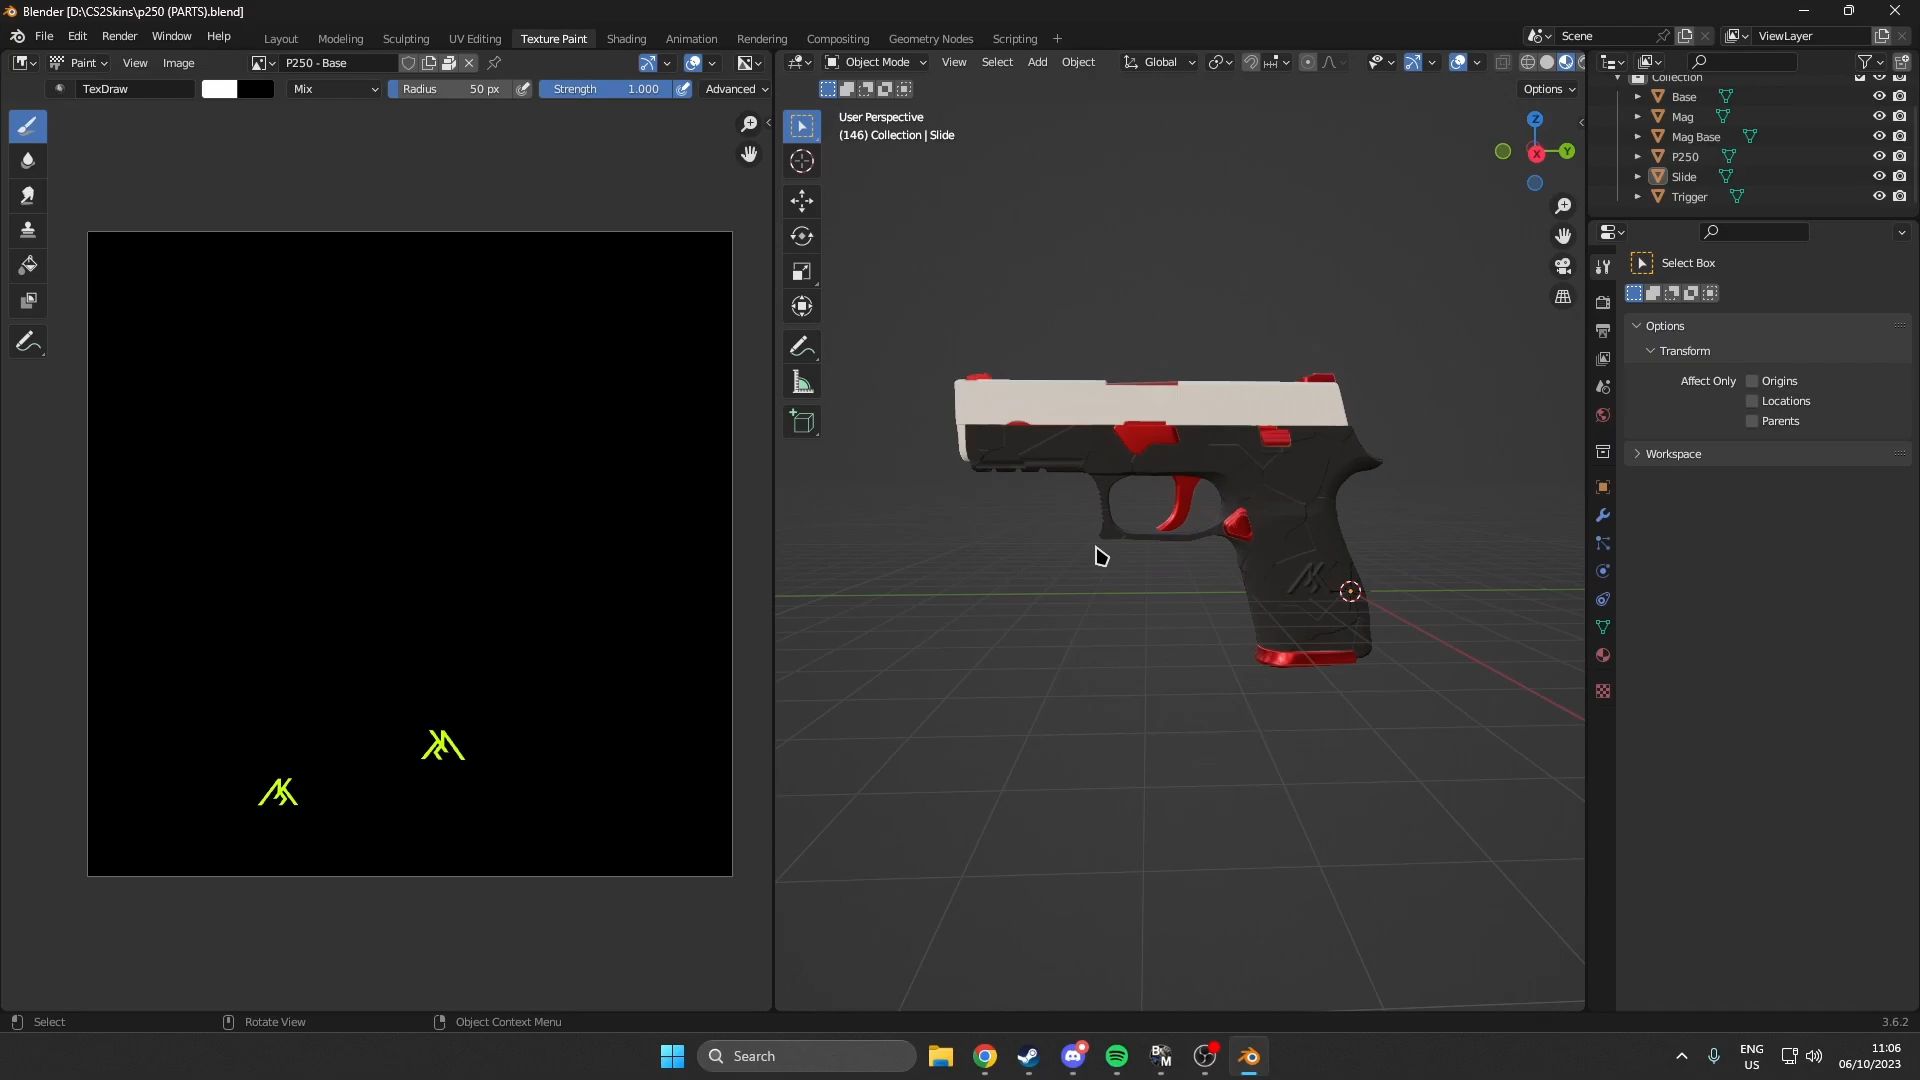 Blender [D:\CS2Skins\p250 (PARTS).blend]
File Edit Render Window Help Layout Modeling Sculpting UV Editing Texture Paint Shading Animation Rendering Compositing Geometry Nodes Scripting + Scene ViewLayer
Paint View Image P250 - Base Object Mode View Select Add Object Global
TexDraw Mix Radius 50 px Strength 1.000 Advanced Options
User Perspective
(146) Collection | Slide
Z
Y
X
Collection
Base
Mag
Mag Base
P250
Slide
Trigger
Select Box
Options
Transform
Affect Only Origins
Locations
Parents
Workspace
Select Rotate View Object Context Menu 3.6.2
Search
ENG
US
11:06
06/10/2023